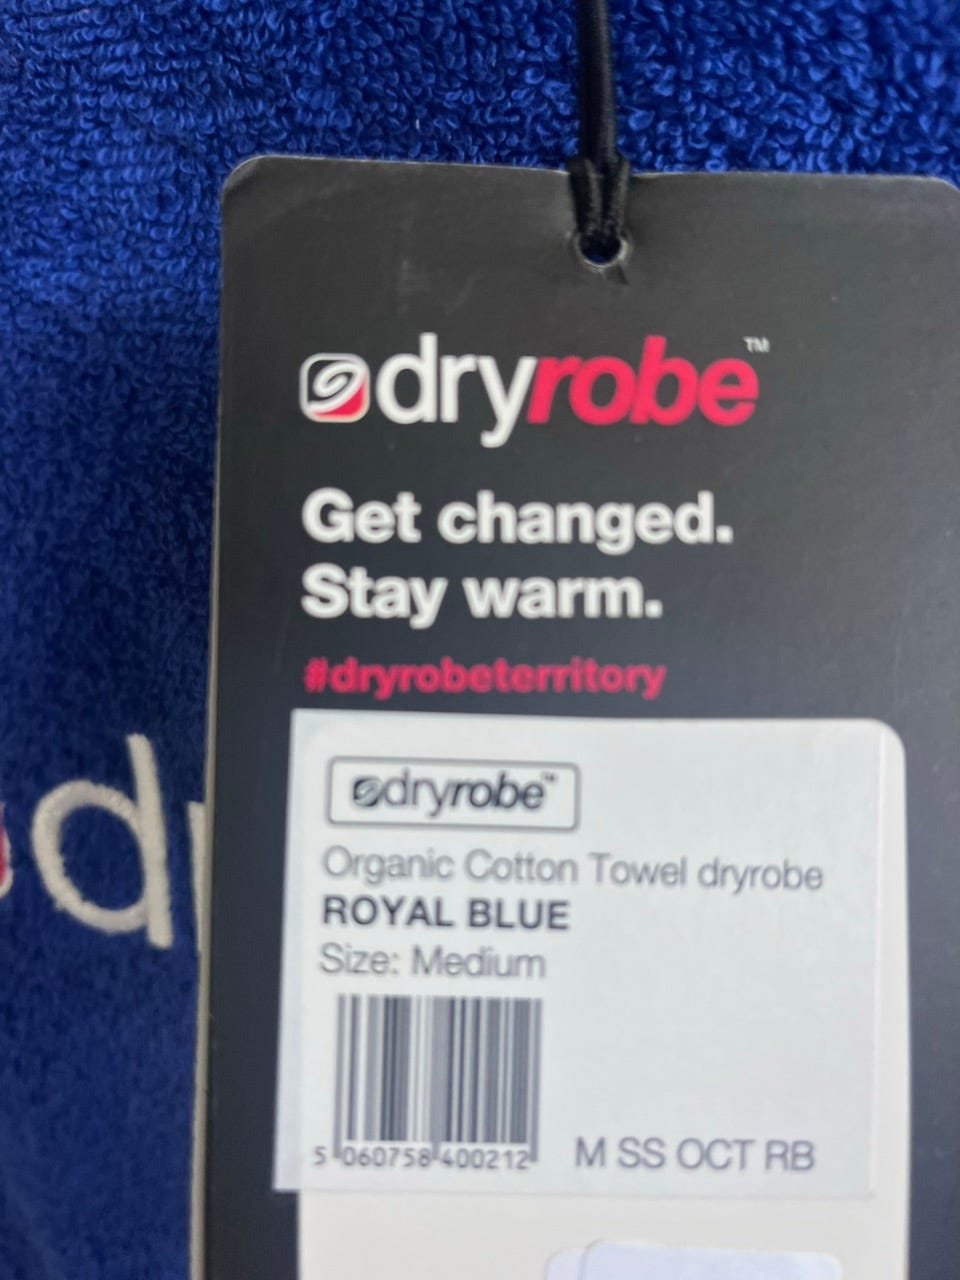 dryrobe™
Get changed.
Stay warm.
#dryrobeterritory
dryrobe™
Organic Cotton Towel dryrobe
ROYAL BLUE
Size: Medium
5 060758 400212
M SS OCT RB
d